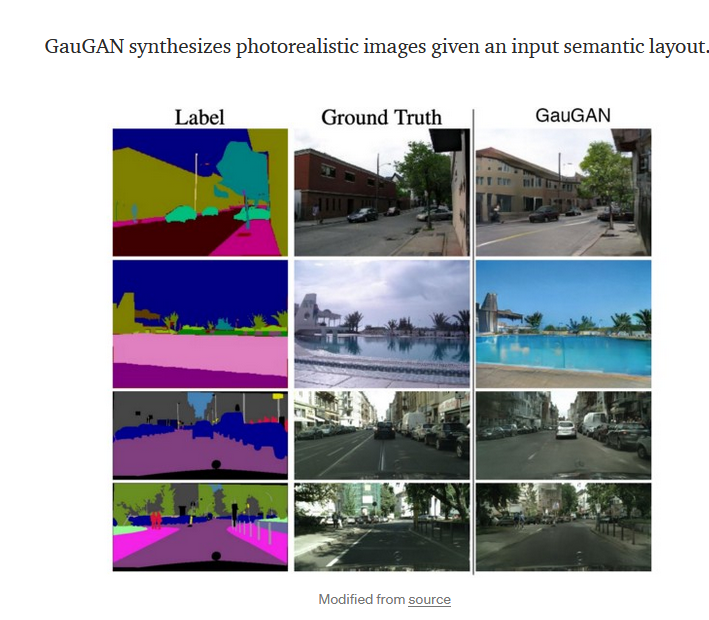 GauGAN synthesizes photorealistic images given an input semantic layout.
Label Ground Truth GauGAN
Modified from source